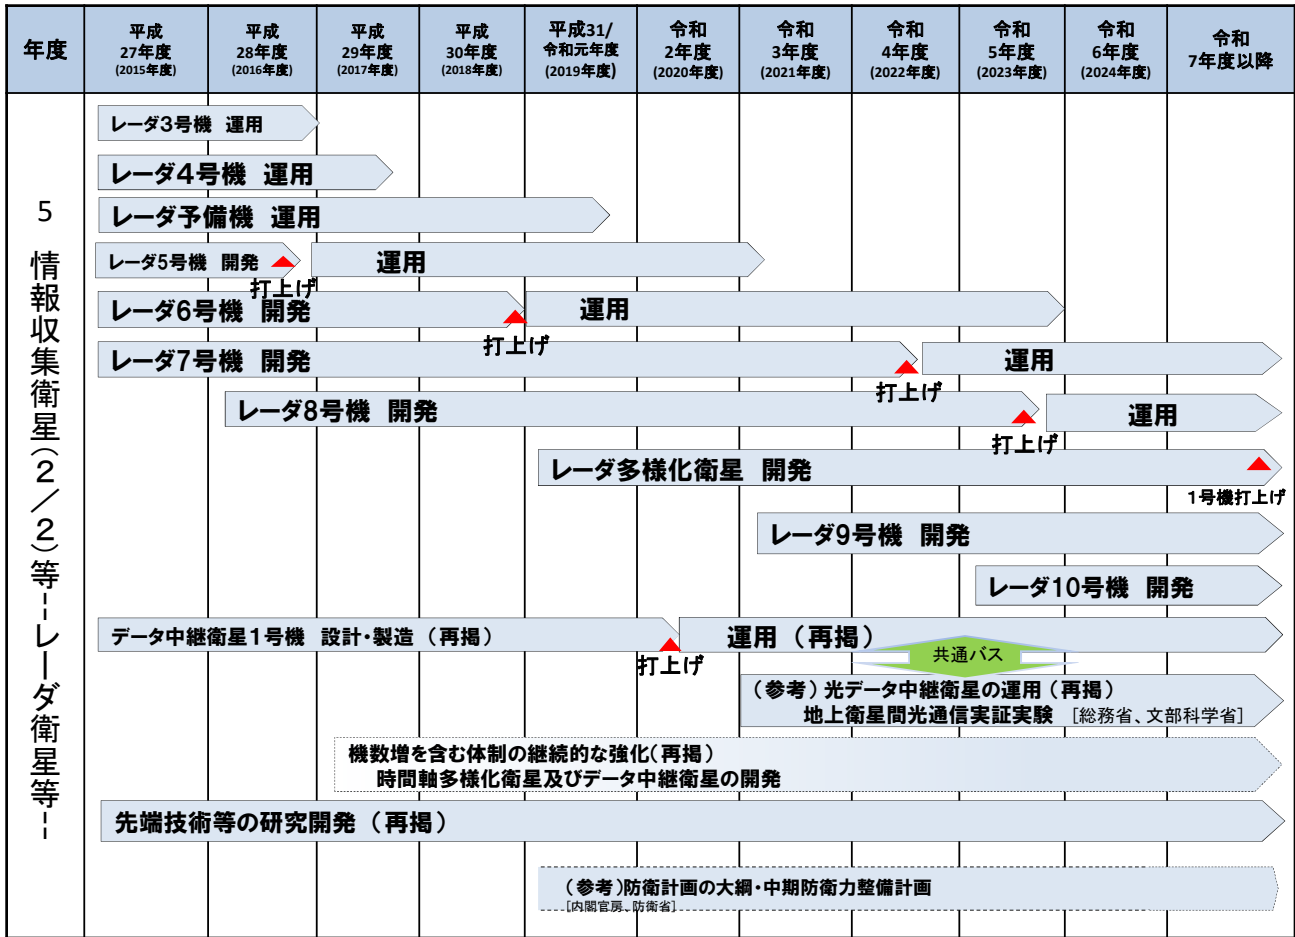 年度
平成
27年度
(2015年度)
平成
28年度
(2016年度)
平成
29年度
(2017年度)
平成
30年度
(2018年度)
平成31/
令和元年度
(2019年度)
令和
2年度
(2020年度)
令和
3年度
(2021年度)
令和
4年度
(2022年度)
令和
5年度
(2023年度)
令和
6年度
(2024年度)
令和
7年度以降
5 情報収集衛星(2/2)等--レーダ衛星等--
レーダ3号機 運用
レーダ4号機 運用
レーダ予備機 運用
レーダ5号機 開発
運用
打上げ
レーダ6号機 開発
運用
打上げ
レーダ7号機 開発
運用
打上げ
レーダ8号機 開発
運用
打上げ
レーダ多様化衛星 開発
1号機打上げ
レーダ9号機 開発
レーダ10号機 開発
データ中継衛星1号機 設計・製造(再掲)
運用(再掲)
打上げ
共通バス
(参考)光データ中継衛星の運用(再掲)
地上衛星間光通信実証実験 [総務省、文部科学省]
機数増を含む体制の継続的な強化(再掲)
時間軸多様化衛星及びデータ中継衛星の開発
先端技術等の研究開発(再掲)
(参考)防衛計画の大綱・中期防衛力整備計画
[内閣官房、防衛省]